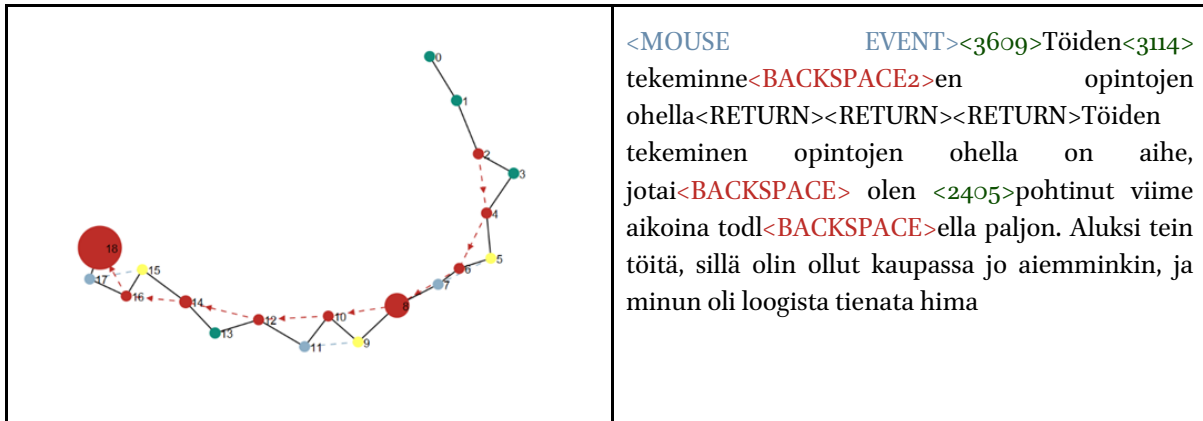 0
1
2
3
4
5
6
7
8
9
10
11
12
13
14
15
16
17
18
<MOUSE EVENT><3609>Töiden<3114>
tekeminne<BACKSPACE2>en opintojen
ohella<RETURN><RETURN><RETURN>Töiden
tekeminen opintojen ohella on aihe,
jotai<BACKSPACE> olen <2405>pohtinut viime
aikoina todl<BACKSPACE>ella paljon. Aluksi tein
töitä, sillä olin ollut kaupassa jo aiemminkin, ja
minun oli loogista tienata hima